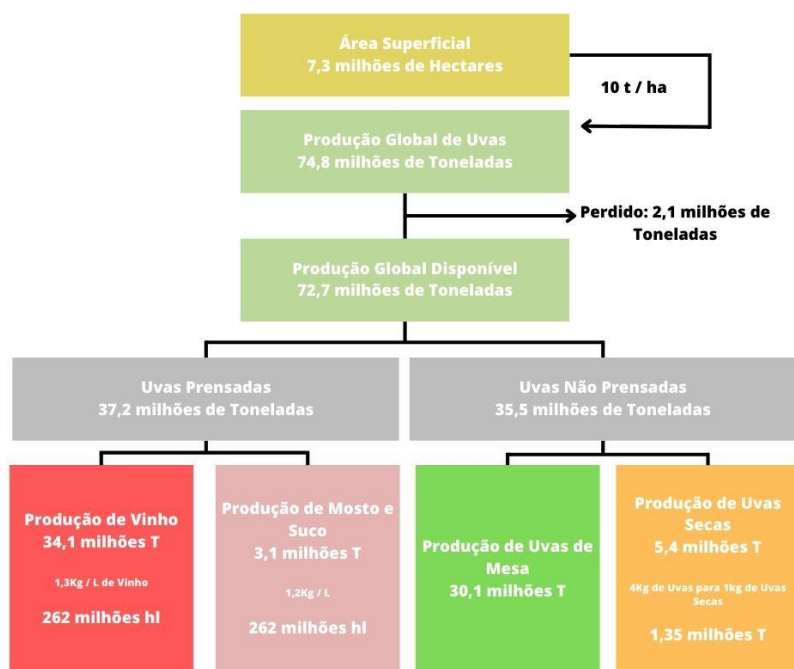 Área Superficial
7,3 milhões de Hectares
10 t / ha
Produção Global de Uvas
74,8 milhões de Toneladas
Perdido: 2,1 milhões de
Toneladas
Produção Global Disponível
72,7 milhões de Toneladas
Uvas Prensadas
37,2 milhões de Toneladas
Uvas Não Prensadas
35,5 milhões de Toneladas
Produção de Vinho
34,1 milhões T
1,3Kg / L de Vinho
262 milhões hl
Produção de Mosto e
Suco
3,1 milhões T
1,2Kg / L
262 milhões hl
Produção de Uvas de
Mesa
30,1 milhões T
Produção de Uvas
Secas
5,4 milhões T
4Kg de Uvas para 1kg de Uvas
Secas
1,35 milhões T